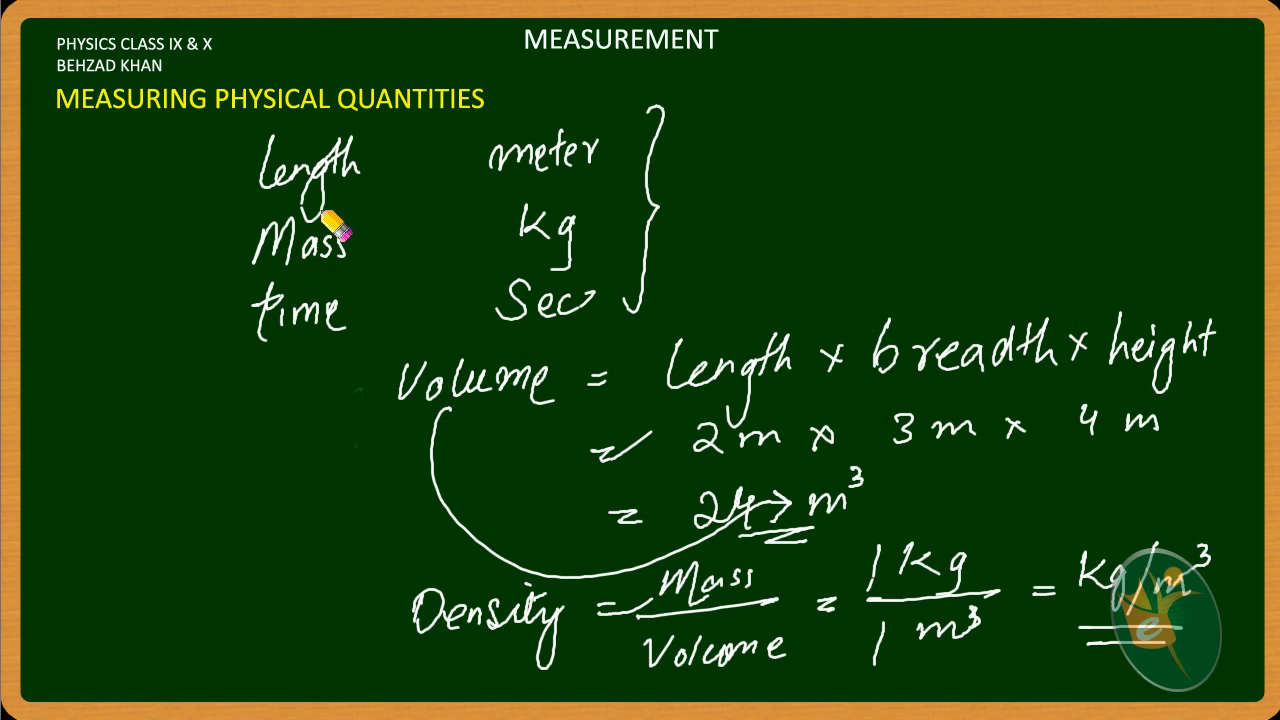 MEASUREMENT
PHYSICS CLASS IX & X
BEHZAD KHAN
MEASURING PHYSICAL QUANTITIES
length meter
Mass Kg
time Sec
Volume = length × breadth × height
= 2m × 3m × 4m
= 24 m³
Density = Mass / Volume = 1 Kg / 1 m³ = Kg/m³
e